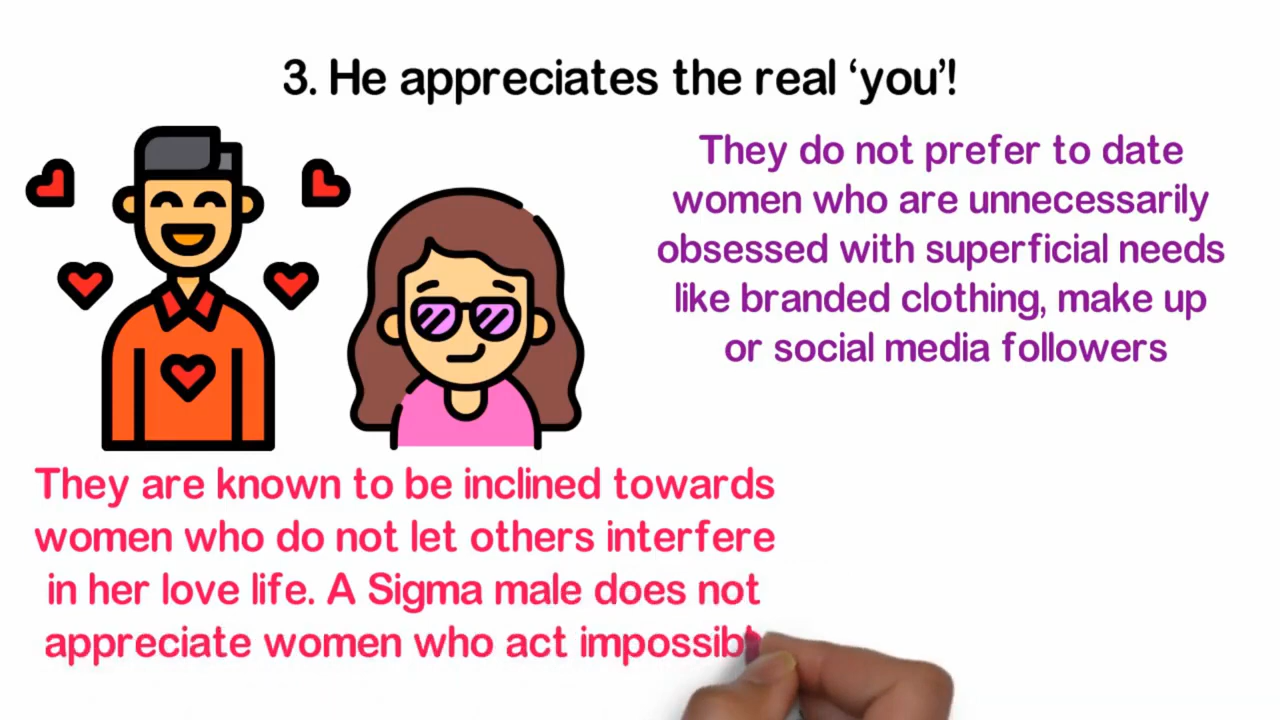 3. He appreciates the real ‘you’!
They do not prefer to date
women who are unnecessarily
obsessed with superficial needs
like branded clothing, make up
or social media followers
They are known to be inclined towards
women who do not let others interfere
in her love life. A Sigma male does not
appreciate women who act